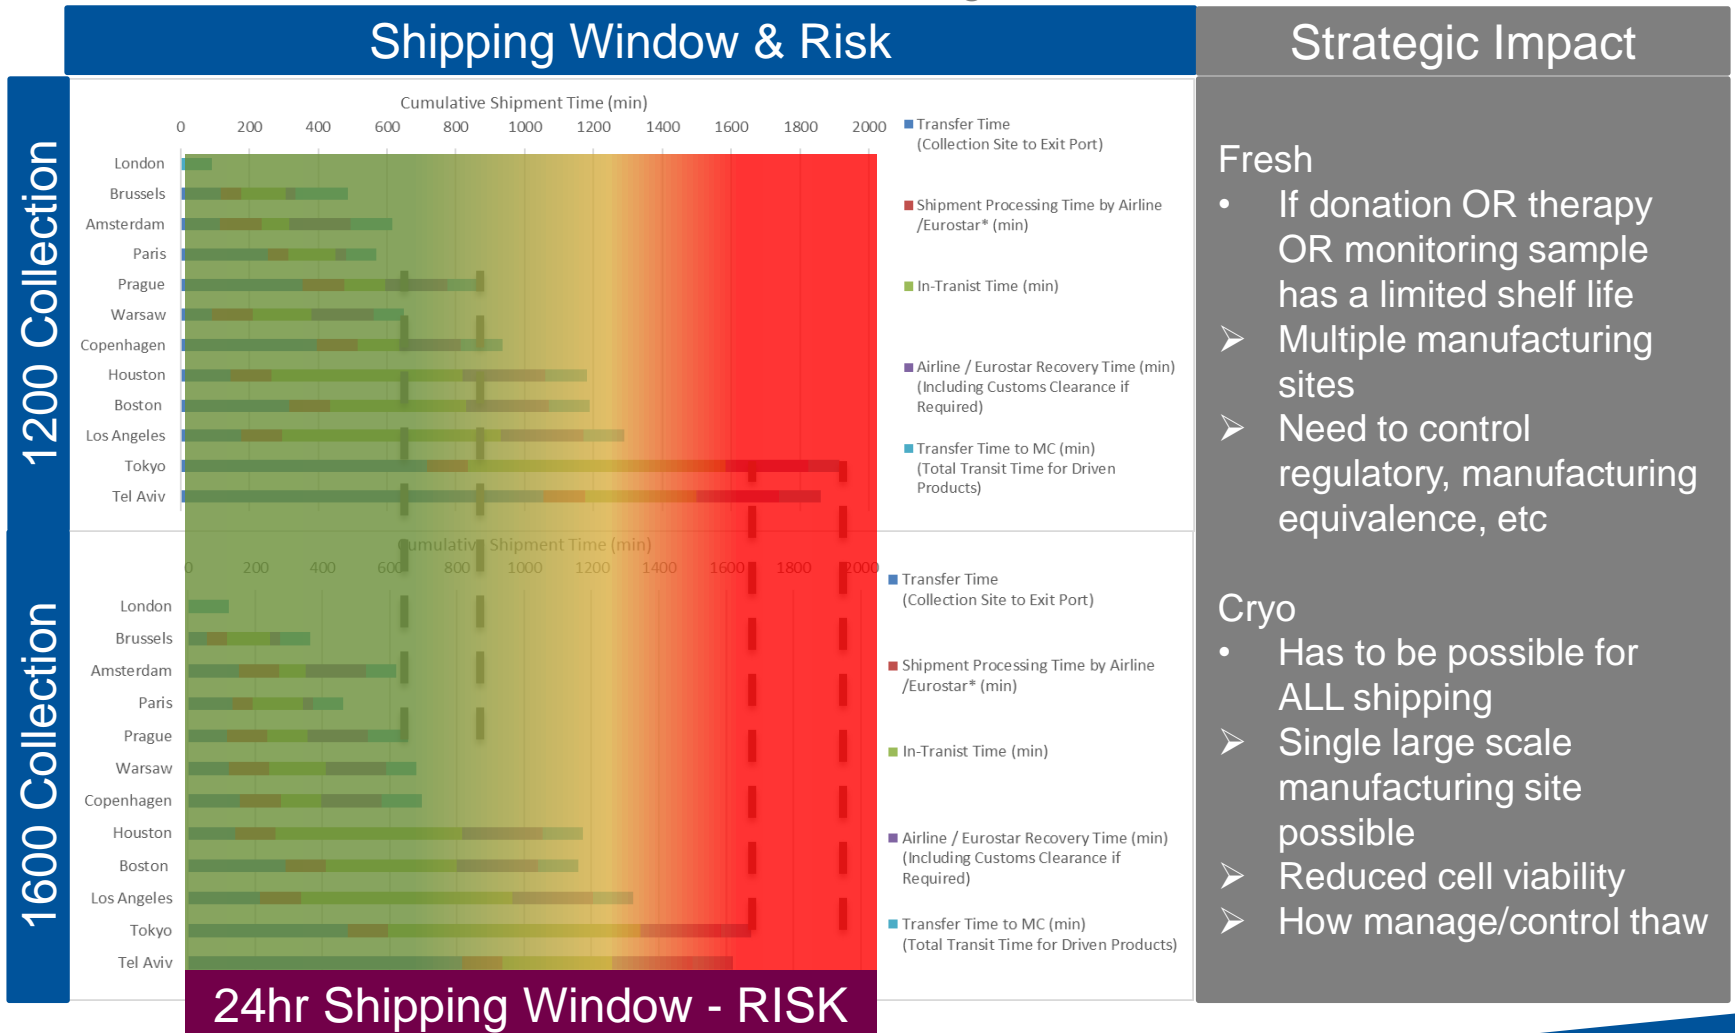 Shipping Window & Risk
Strategic Impact
1200 Collection
Cumulative Shipment Time (min)
0 200 400 600 800 1000 1200 1400 1600 1800 2000
London
Brussels
Amsterdam
Paris
Prague
Warsaw
Copenhagen
Houston
Boston
Los Angeles
Tokyo
Tel Aviv
Transfer Time
(Collection Site to Exit Port)
Shipment Processing Time by Airline
/Eurostar* (min)
In-Tranist Time (min)
Airline / Eurostar Recovery Time (min)
(Including Customs Clearance if
Required)
Transfer Time to MC (min)
(Total Transit Time for Driven
Products)
1600 Collection
Cumulative Shipment Time (min)
0 200 400 600 800 1000 1200 1400 1600 1800 2000
London
Brussels
Amsterdam
Paris
Prague
Warsaw
Copenhagen
Houston
Boston
Los Angeles
Tokyo
Tel Aviv
Transfer Time
(Collection Site to Exit Port)
Shipment Processing Time by Airline
/Eurostar* (min)
In-Tranist Time (min)
Airline / Eurostar Recovery Time (min)
(Including Customs Clearance if
Required)
Transfer Time to MC (min)
(Total Transit Time for Driven Products)
24hr Shipping Window - RISK
Fresh
• If donation OR therapy
OR monitoring sample
has a limited shelf life
➢ Multiple manufacturing
sites
➢ Need to control
regulatory, manufacturing
equivalence, etc
Cryo
• Has to be possible for
ALL shipping
➢ Single large scale
manufacturing site
possible
➢ Reduced cell viability
➢ How manage/control thaw